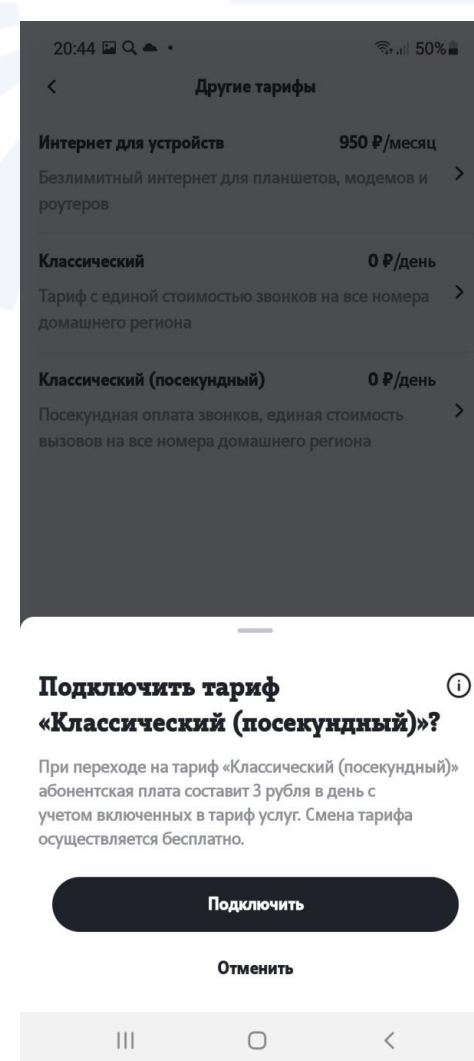 20:44 50%
Другие тарифы
Интернет для устройств 950 ₽/месяц
Безлимитный интернет для планшетов, модемов и
роутеров
Классический 0 ₽/день
Тариф с единой стоимостью звонков на все номера
домашнего региона
Классический (посекундный) 0 ₽/день
Посекундная оплата звонков, единая стоимость
вызовов на все номера домашнего региона
Подключить тариф
«Классический (посекундный)»?
При переходе на тариф «Классический (посекундный)»
абонентская плата составит 3 рубля в день с
учетом включенных в тариф услуг. Смена тарифа
осуществляется бесплатно.
Подключить
Отменить